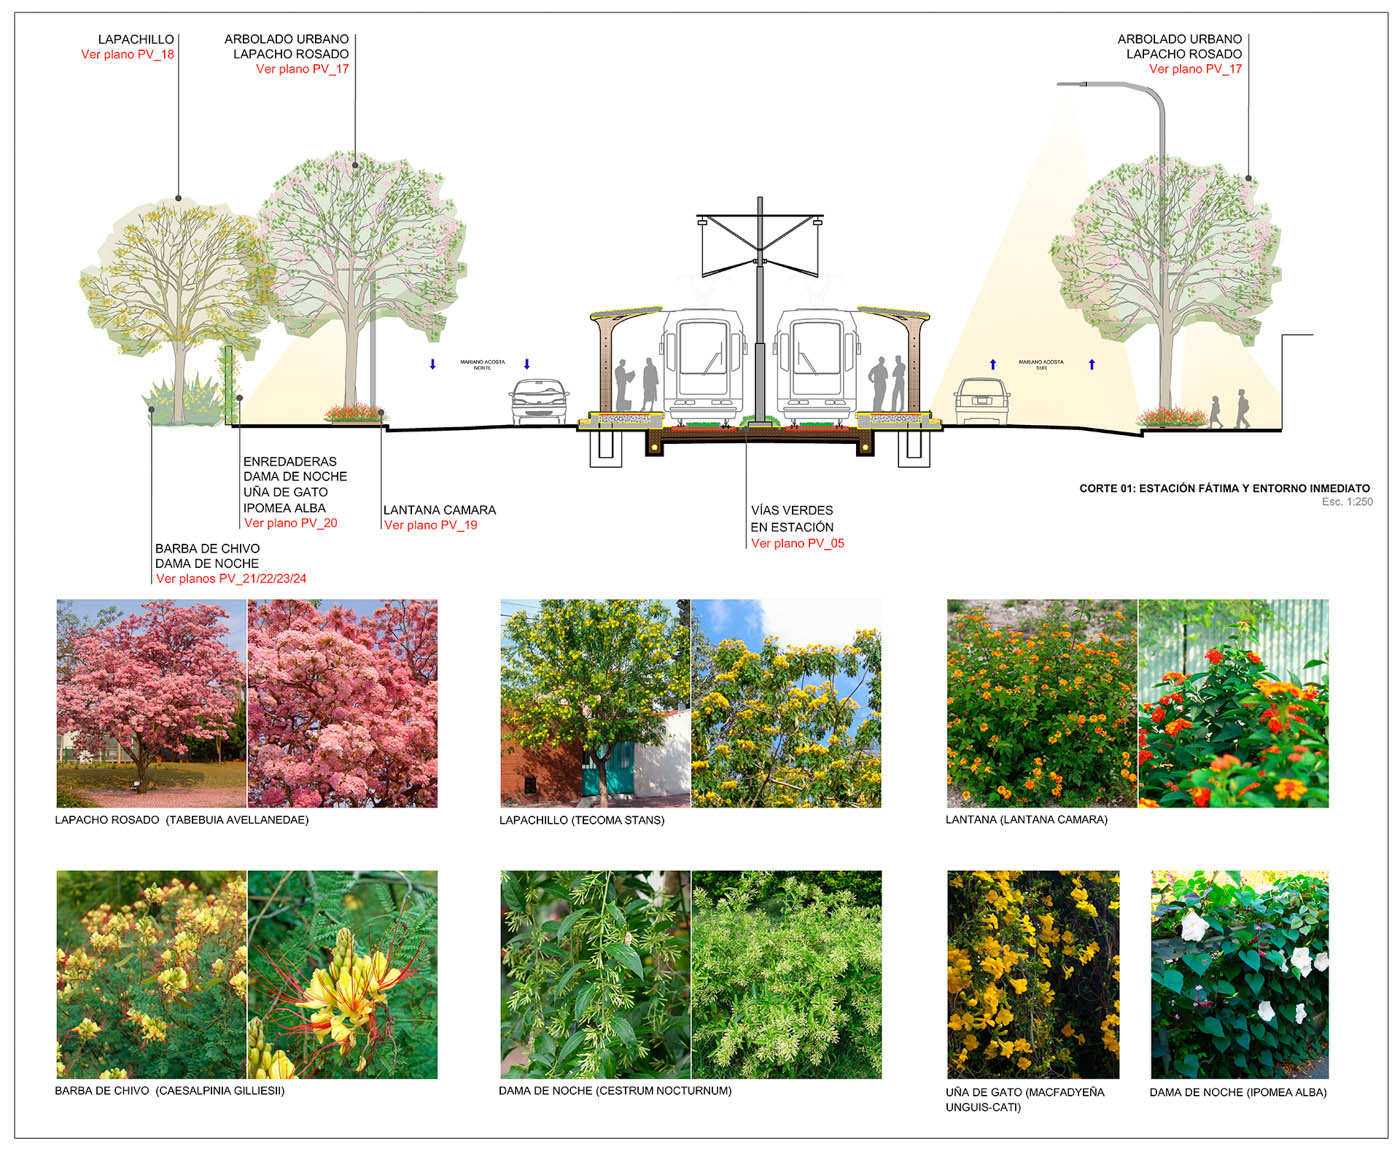 LAPACHILLO
Ver plano PV_18
ARBOLADO URBANO
LAPACHO ROSADO
Ver plano PV_17
ARBOLADO URBANO
LAPACHO ROSADO
Ver plano PV_17
MARIANO ACOSTA
NORTE
MARIANO ACOSTA
SUR
ENREDADERAS
DAMA DE NOCHE
UÑA DE GATO
IPOMEA ALBA
Ver plano PV_20
LANTANA CAMARA
Ver plano PV_19
VÍAS VERDES
EN ESTACIÓN
Ver plano PV_05
CORTE 01: ESTACIÓN FÁTIMA Y ENTORNO INMEDIATO
Esc. 1:250
BARBA DE CHIVO
DAMA DE NOCHE
Ver planos PV_21/22/23/24
LAPACHO ROSADO (TABEBUIA AVELLANEDAE)
LAPACHILLO (TECOMA STANS)
LANTANA (LANTANA CAMARA)
BARBA DE CHIVO (CAESALPINIA GILLIESII)
DAMA DE NOCHE (CESTRUM NOCTURNUM)
UÑA DE GATO (MACFADYEÑA
UNGUIS-CATI)
DAMA DE NOCHE (IPOMEA ALBA)